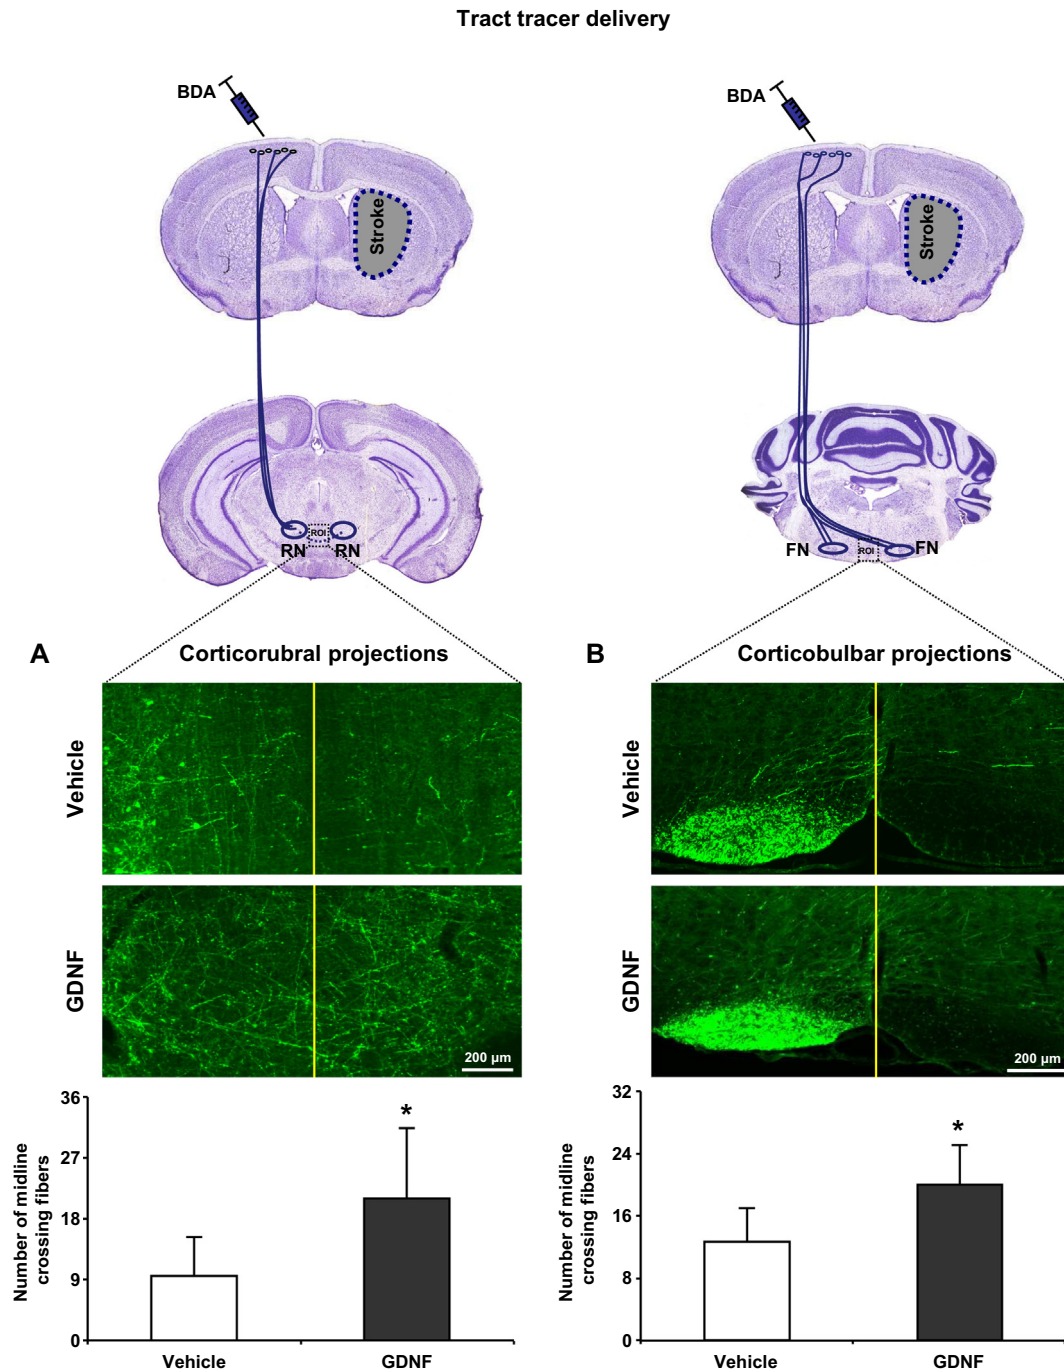 Tract tracer delivery
BDA
BDA
Stroke
Stroke
ROI
RN
RN
FN
ROI
FN
A
Corticorubral projections
B
Corticobulbar projections
Vehicle
Vehicle
GDNF
200 µm
GDNF
200 µm
Number of midline
crossing fibers
36
27
18
9
0
*
Vehicle
GDNF
Number of midline
crossing fibers
32
24
16
8
0
*
Vehicle
GDNF